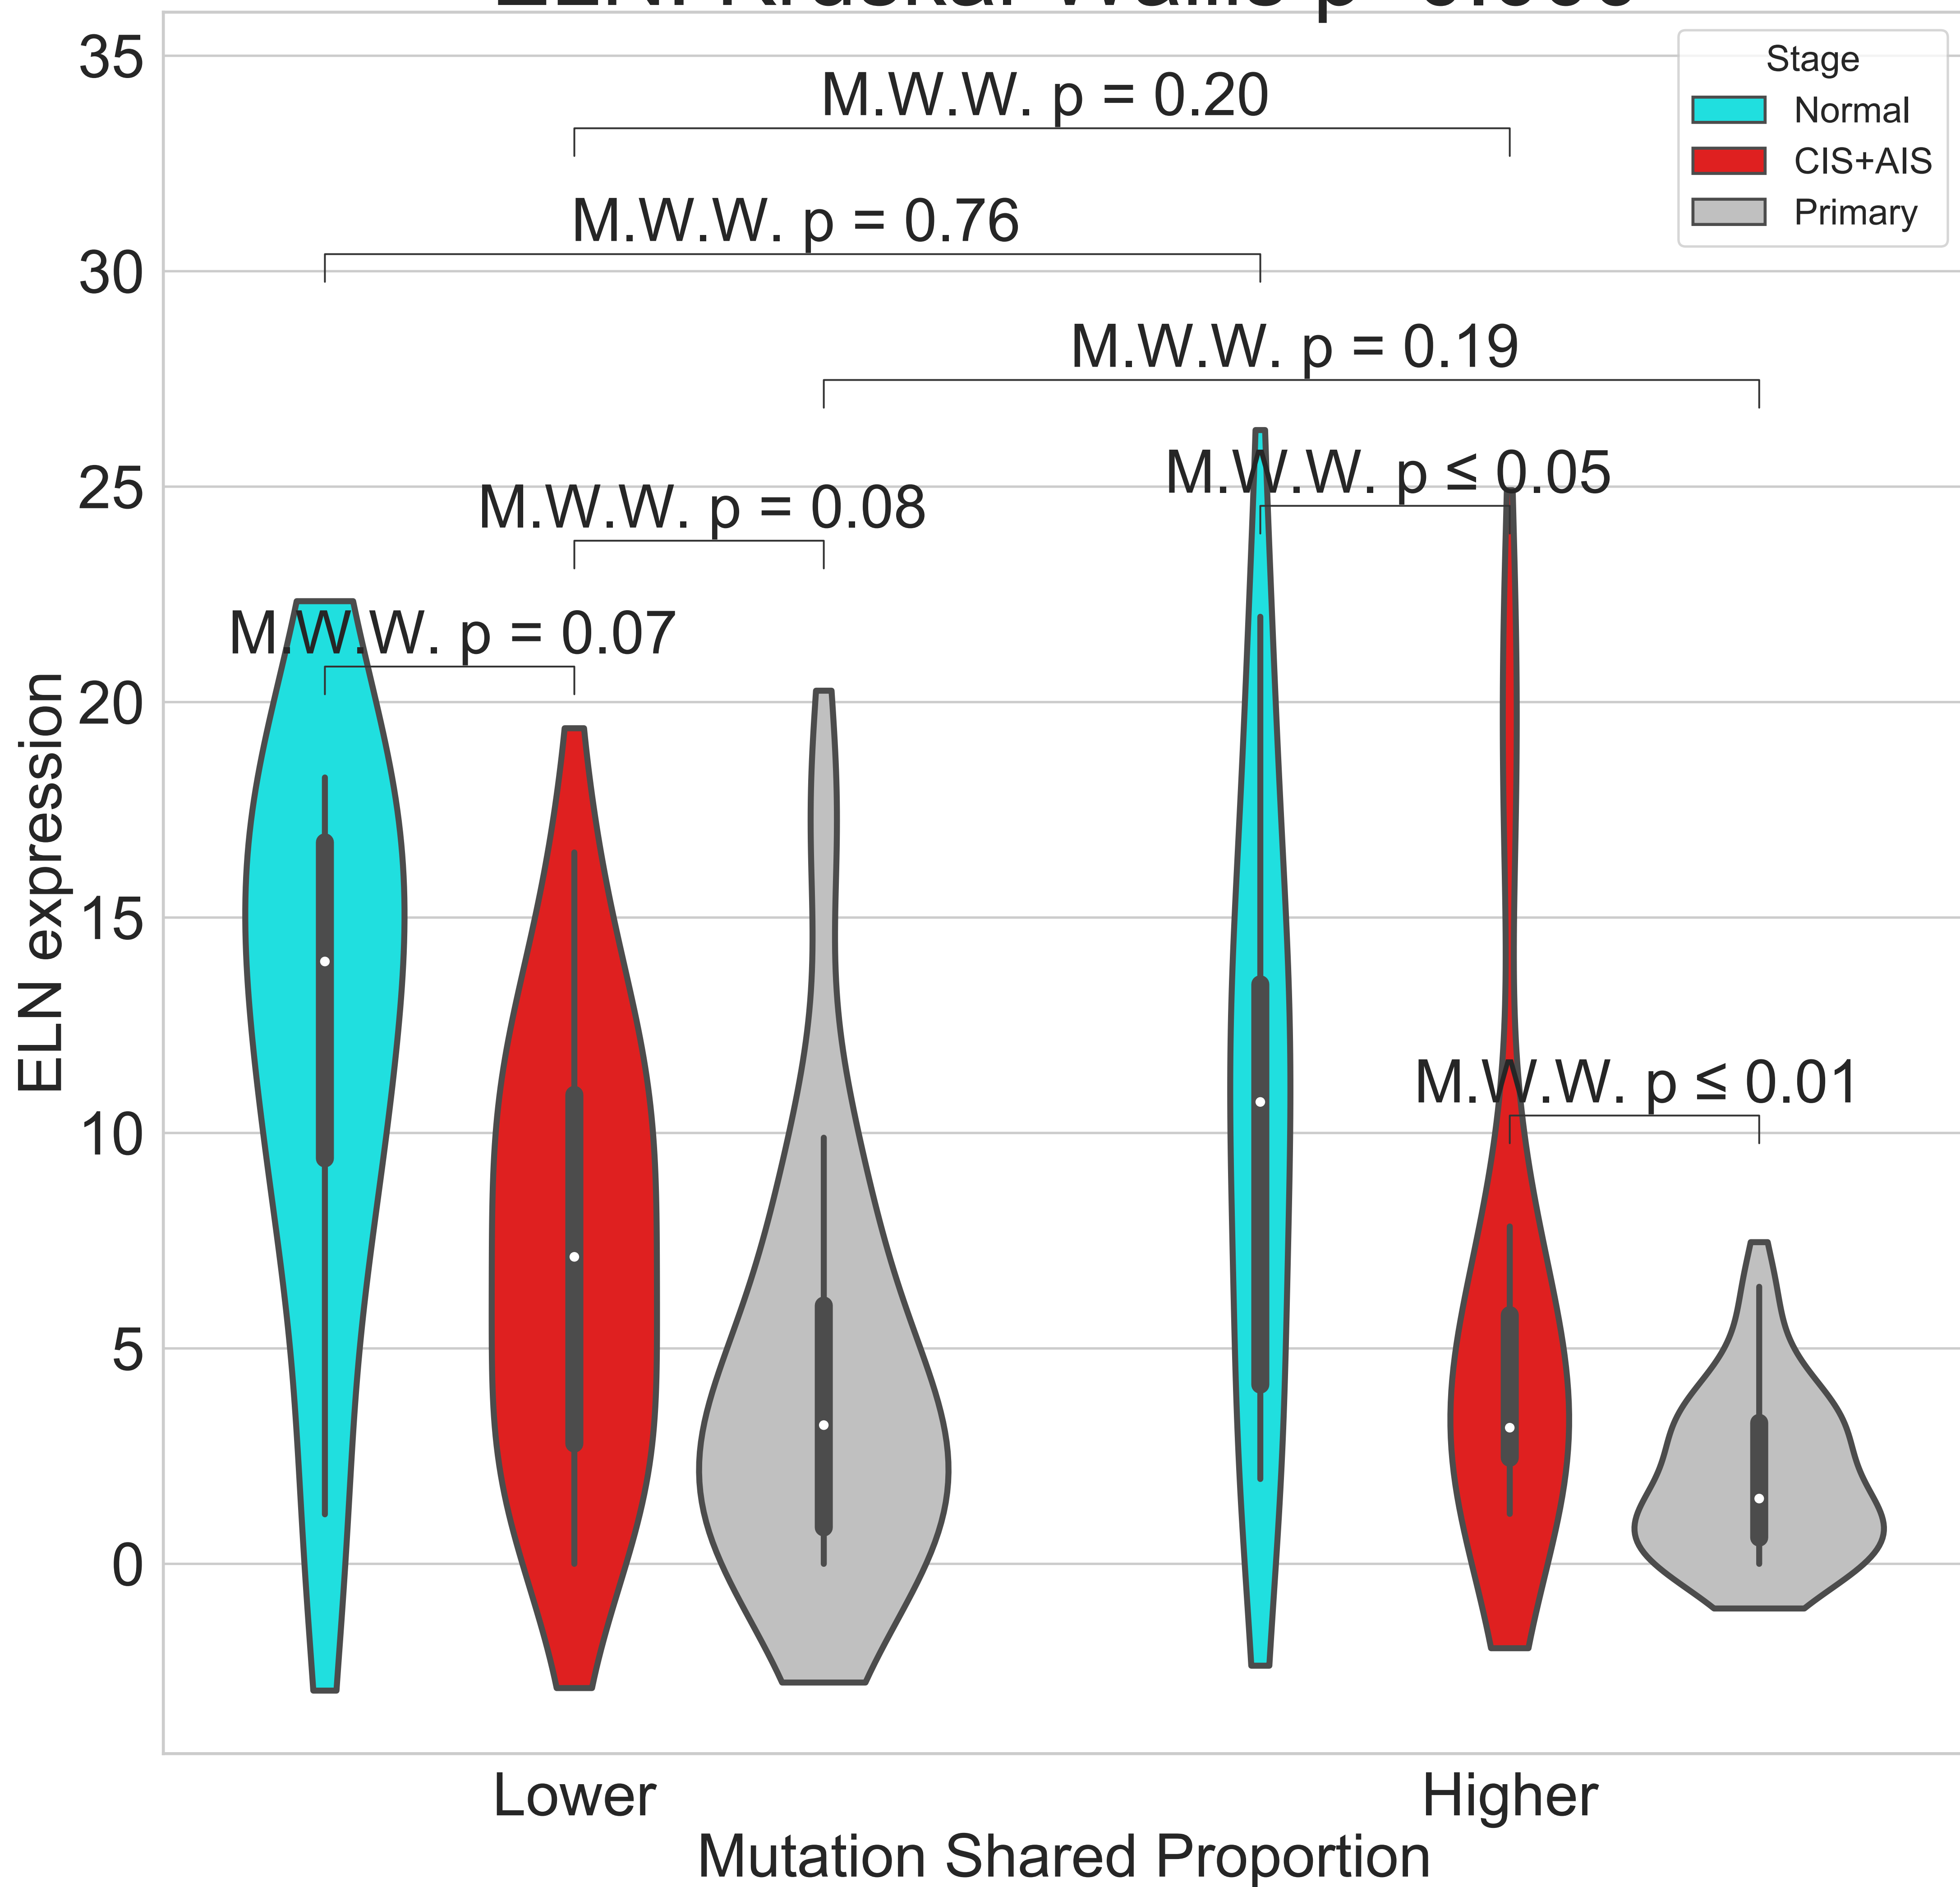 35
M.W.W. p = 0.20
Stage
Normal
CIS+AIS
Primary
M.W.W. p = 0.76
30
M.W.W. p = 0.19
25
M.W.W. p ≤ 0.05
M.W.W. p = 0.08
M.W.W. p = 0.07
20
ELN expression
15
10
M.W.W. p ≤ 0.01
5
0
Lower
Higher
Mutation Shared Proportion